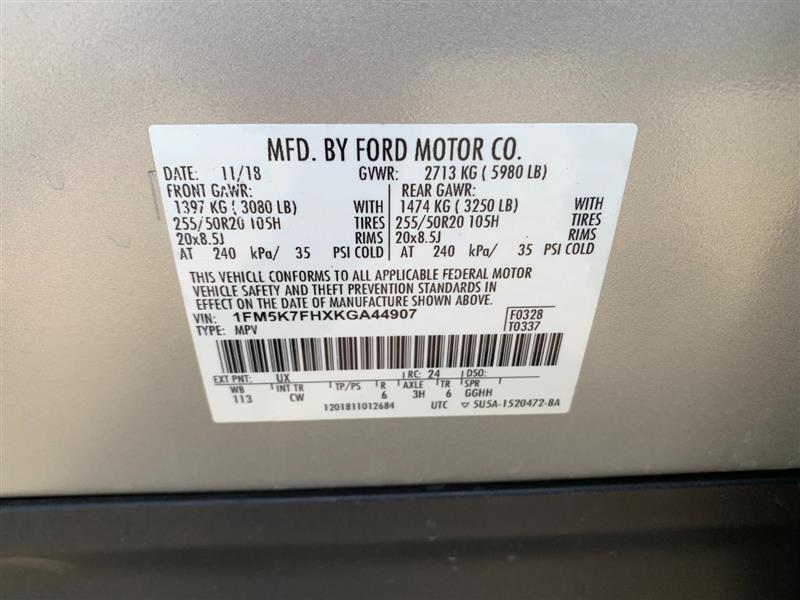 MFD. BY FORD MOTOR CO.
DATE: 11/18 GVWR: 2713 KG ( 5980 LB)
FRONT GAWR: REAR GAWR:
1397 KG ( 3080 LB) WITH 1474 KG ( 3250 LB) WITH
255/50R20 105H TIRES 255/50R20 105H TIRES
20x8.5J RIMS 20x8.5J RIMS
AT 240 kPa/ 35 PSI COLD AT 240 kPa/ 35 PSI COLD
THIS VEHICLE CONFORMS TO ALL APPLICABLE FEDERAL MOTOR
VEHICLE SAFETY AND THEFT PREVENTION STANDARDS IN
EFFECT ON THE DATE OF MANUFACTURE SHOWN ABOVE.
VIN: 1FM5K7FHXKGA44907 F0328
TYPE: MPV T0337
EXT PNT: UX RC: 24 DSO:
WB INT TR TP/PS R AXLE TR SPR
113 CW 6 3H 6 GGHH
1201811012684 UTC ▽ 5U5A-1520472-BA